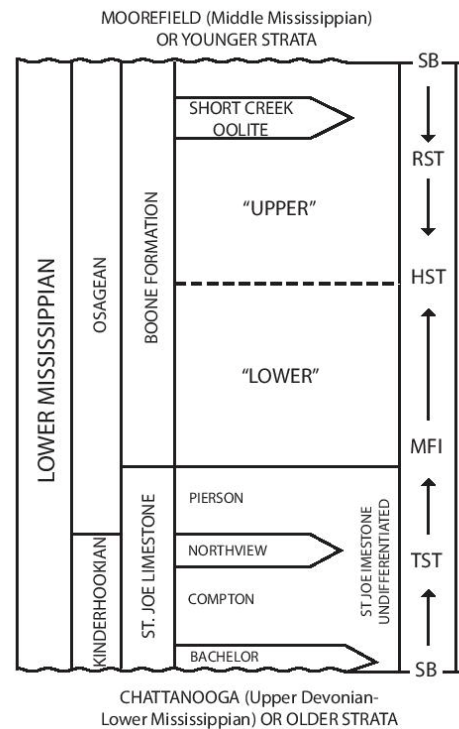 MOOREFIELD (Middle Mississippian)
OR YOUNGER STRATA
SB
SHORT CREEK
OOLITE
RST
"UPPER"
HST
"LOWER"
MFI
LOWER MISSISSIPPIAN
OSAGEAN
BOONE FORMATION
KINDERHOOKIAN
ST. JOE LIMESTONE
PIERSON
NORTHVIEW
COMPTON
BACHELOR
ST JOE IMESTONE
UNDIFFERENTIATED
TST
SB
CHATTANOOGA (Upper Devonian-
Lower Mississippian) OR OLDER STRATA